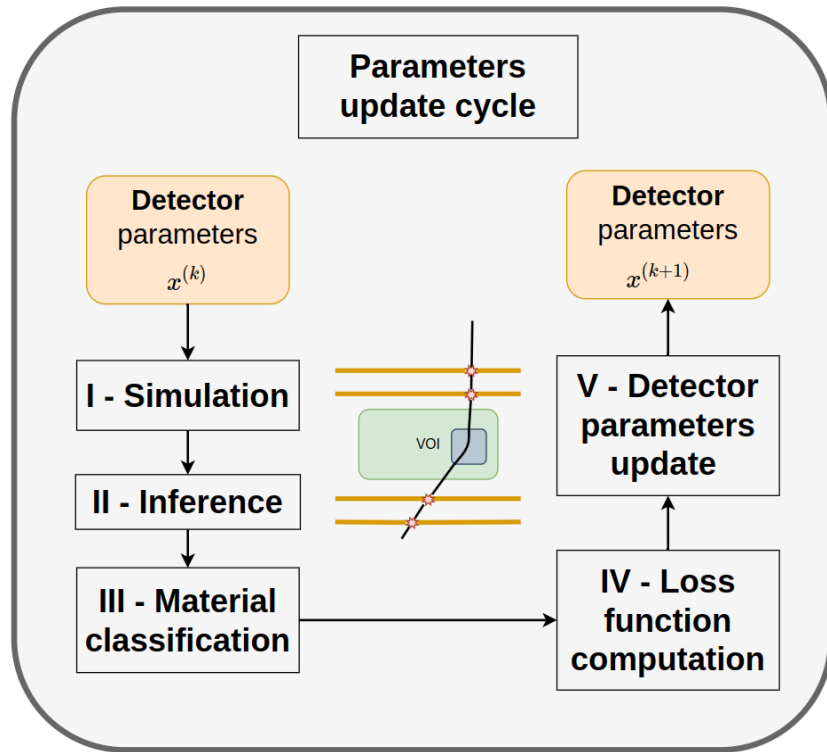 Parameters
update cycle
Detector
parameters
x^{(k)}
I - Simulation
II - Inference
III - Material
classification
VOI
Detector
parameters
x^{(k+1)}
V - Detector
parameters
update
IV - Loss
function
computation